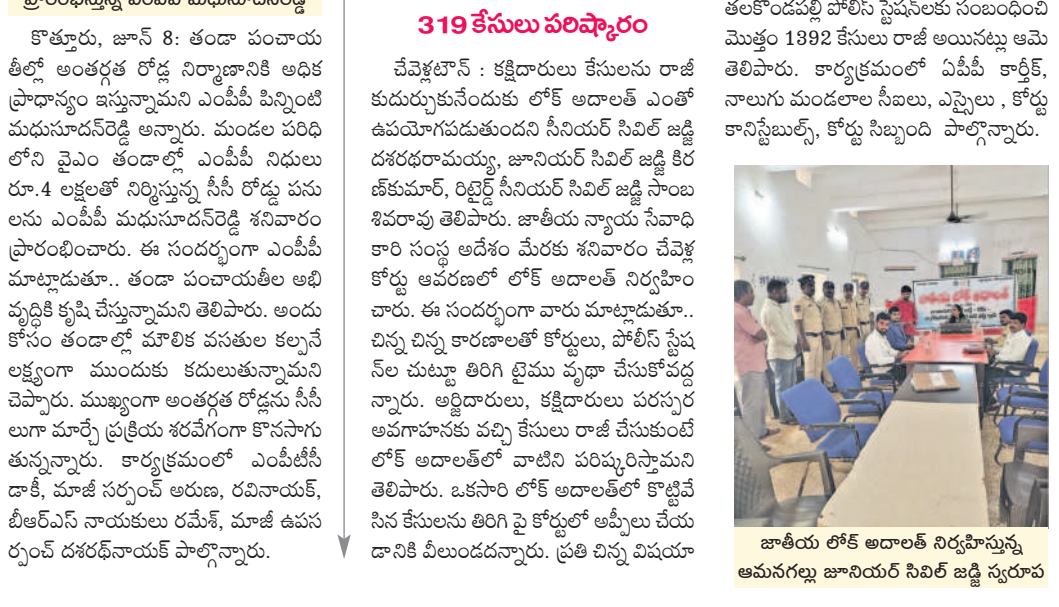 ప్రారంభిస్తున్న ఎంపీపీ మధుసూదన్‌రెడ్డి
కొత్తూరు, జూన్ 8: తండా పంచాయ
తీల్లో అంతర్గత రోడ్ల నిర్మాణానికి అధిక
ప్రాధాన్యం ఇస్తున్నామని ఎంపీపీ పిన్నింటి
మధుసూదన్‌రెడ్డి అన్నారు. మండల పరిధి
లోని వైఎం తండాల్లో ఎంపీపీ నిధులు
రూ.4 లక్షలతో నిర్మిస్తున్న సీసీ రోడ్డు పను
లను ఎంపీపీ మధుసూదన్‌రెడ్డి శనివారం
ప్రారంభించారు. ఈ సందర్భంగా ఎంపీపీ
మాట్లాడుతూ.. తండా పంచాయతీల అభి
వృద్ధికి కృషి చేస్తున్నామని తెలిపారు. అందు
కోసం తండాల్లో మౌలిక వసతుల కల్పనే
లక్ష్యంగా ముందుకు కదులుతున్నామని
చెప్పారు. ముఖ్యంగా అంతర్గత రోడ్లను సీసీ
లుగా మార్చే ప్రక్రియ శరవేగంగా కొనసాగు
తున్నన్నారు. కార్యక్రమంలో ఎంపీటీసీ
డాకీ, మాజీ సర్పంచ్ అరుణ, రవినాయక్,
బీఆర్ఎస్ నాయకులు రమేశ్, మాజీ ఉపస
ర్పంచ్ దశరథ్‌నాయక్ పాల్గొన్నారు.
319 కేసులు పరిష్కారం
చేవెళ్లటౌన్ : కక్షిదారులు కేసులను రాజీ
కుదుర్చుకునేందుకు లోక్ అదాలత్ ఎంతో
ఉపయోగపడుతుందని సీనియర్ సివిల్ జడ్జి
దశరథరామయ్య, జూనియర్ సివిల్ జడ్జి కిర
ణ్‌కుమార్, రిటైర్డ్ సీనియర్ సివిల్ జడ్జి సాంబ
శివరావు తెలిపారు. జాతీయ న్యాయ సేవాధి
కారి సంస్థ అదేశం మేరకు శనివారం చేవెళ్ల
కోర్టు ఆవరణలో లోక్ అదాలత్ నిర్వహిం
చారు. ఈ సందర్భంగా వారు మాట్లాడుతూ..
చిన్న చిన్న కారణాలతో కోర్టులు, పోలీస్ స్టేష
న్‌ల చుట్టూ తిరిగి టైము వృథా చేసుకోవద్ద
న్నారు. అర్జిదారులు, కక్షిదారులు పరస్పర
అవగాహనకు వచ్చి కేసులు రాజీ చేసుకుంటే
లోక్ అదాలత్‌లో వాటిని పరిష్కరిస్తామని
తెలిపారు. ఒకసారి లోక్ అదాలత్‌లో కొట్టివే
సిన కేసులను తిరిగి పై కోర్టులో అప్పీలు చేయ
డానికి వీలుండదన్నారు. ప్రతి చిన్న విషయా
తలకొండపల్లి పోలీస్ స్టేషన్‌లకు సంబంధించి
మొత్తం 1392 కేసులు రాజీ అయినట్లు ఆమె
తెలిపారు. కార్యక్రమంలో ఏపీపీ కార్తీక్,
నాలుగు మండలాల సీఐలు, ఎస్సైలు , కోర్టు
కానిస్టేబుల్స్, కోర్టు సిబ్బంది పాల్గొన్నారు.
జాతీయ లోక్ అదాలత్
జాతీయ లోక్ అదాలత్ నిర్వహిస్తున్న
ఆమనగల్లు జూనియర్ సివిల్ జడ్జి స్వరూప